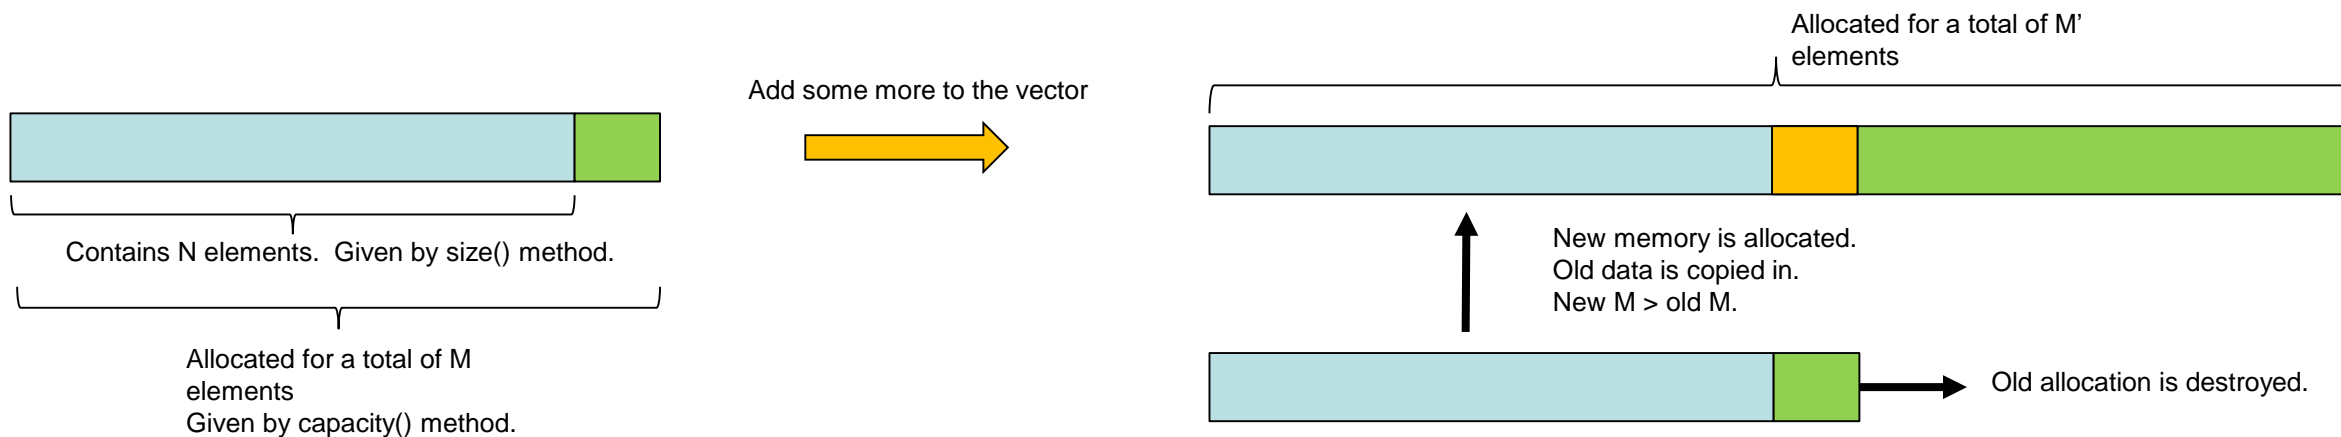 Allocated for a total of M’
elements
Add some more to the vector
Contains N elements.  Given by size() method.
New memory is allocated.
Old data is copied in.
New M > old M.
Allocated for a total of M
elements
Given by capacity() method.
Old allocation is destroyed.